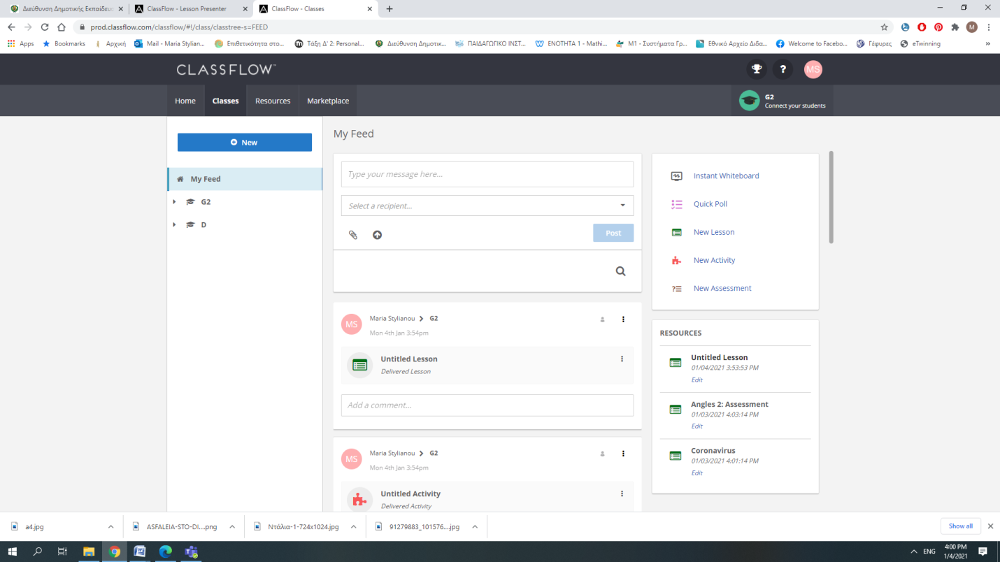 Διεύθυνση Δημοτικής Εκπαίδευσ
ClassFlow - Lesson Presenter
ClassFlow - Classes
prod.classflow.com/classflow/#!/class/classtree-s=FEED
M
Apps
Bookmarks
Αρχική
Mail - Maria Stylian...
Επιθετικότητα στο...
Τάξη Δ' 2: Personal...
Διεύθυνση Δημοτικ...
ΠΑΙΔΑΓΩΓΙΚΟ ΙΝΣΤ...
ΕΝΟΤΗΤΑ 1 - Mathi...
M1 - Συστήματα Γρ...
Εθνικό Αρχείο Διδα...
Welcome to Facebo...
Γέφυρες
eTwinning
CLASSFLOW™
?
MS
Home
Classes
Resources
Marketplace
G2
Connect your students
New
My Feed
G2
D
My Feed
Type your message here...
Select a recipient...
Post
Maria Stylianou > G2
Mon 4th Jan 3:54pm
MS
Untitled Lesson
Delivered Lesson
Add a comment...
Maria Stylianou > G2
Mon 4th Jan 3:54pm
MS
Untitled Activity
Delivered Activity
Instant Whiteboard
Quick Poll
New Lesson
New Activity
New Assessment
RESOURCES
Untitled Lesson
01/04/2021 3:53:53 PM
Edit
Angles 2: Assessment
01/03/2021 4:03:14 PM
Edit
Coronavirus
01/03/2021 4:01:14 PM
Edit
a4.jpg
ASFALEIA-STO-DI....png
Ντάλια-1-724x1024.jpg
91279883_101576....jpg
Show all
ENG
4:00 PM
1/4/2021